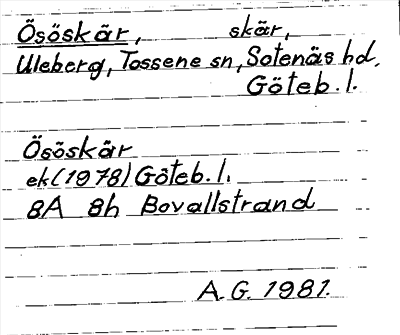 Ösöskär, skär,
Uleberg, Tossene sn, Sotenäs hd,
Göteb. l.
Ösöskär
ek (1978) Göteb. l.
8A 8h Bovallstrand
A. G. 1981.